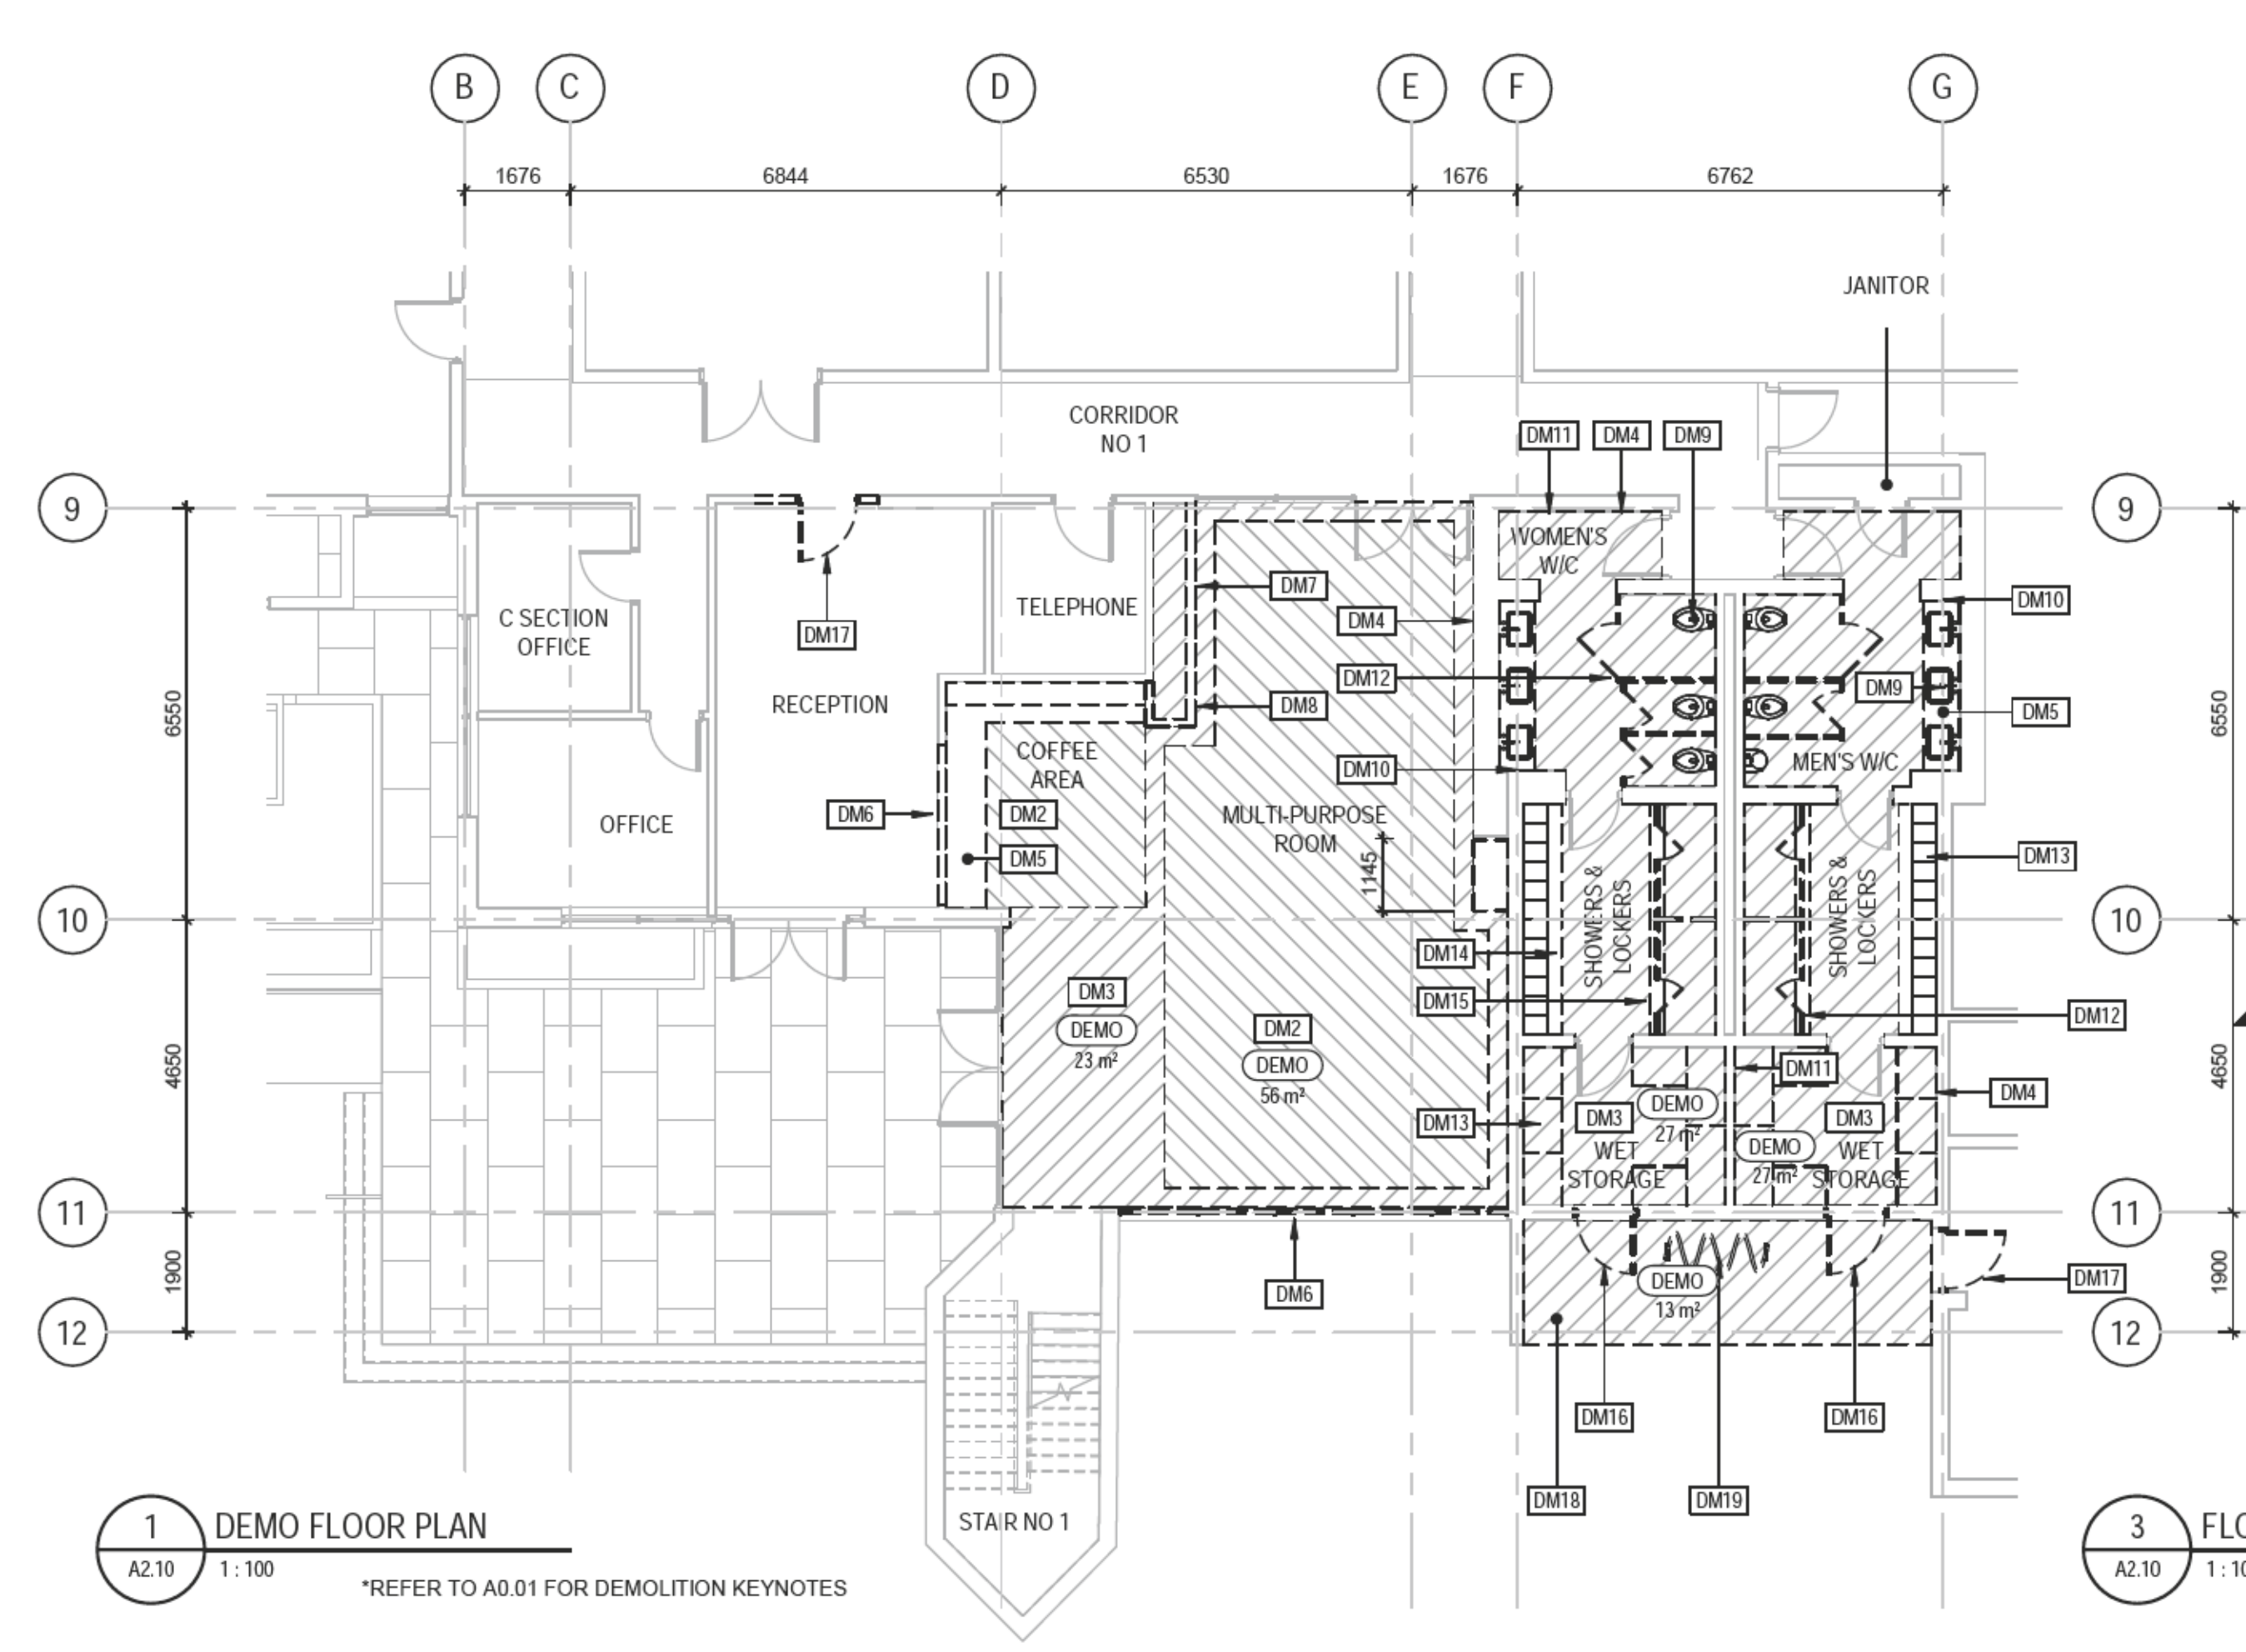 B
C
D
E
F
G
1676
6844
6530
1676
6762
JANITOR
CORRIDOR
NO 1
DM11
DM4
DM9
9
9
WOMEN'S
W/C
DM7
DM10
C SECTION
OFFICE
TELEPHONE
DM4
DM17
DM12
DM9
6550
RECEPTION
DM8
DM5
6550
COFFEE
AREA
DM10
MEN'S W/C
DM6
DM2
MULTI-PURPOSE
ROOM
OFFICE
DM5
1145
DM13
SHOWERS &
LOCKERS
SHOWERS &
LOCKERS
10
10
DM14
DM3
DEMO
23 m²
DM15
DM2
DEMO
56 m²
DM12
4650
4650
DM11
DM4
DM13
DM3
DEMO
27 m²
DM3
WET
STORAGE
DEMO
27 m²
WET
STORAGE
11
11
1900
1900
DM6
DEMO
13 m²
DM17
12
12
DM16
DM16
DM18
DM19
STAIR NO 1
1
DEMO FLOOR PLAN
A2.10
1 : 100
*REFER TO A0.01 FOR DEMOLITION KEYNOTES
3
A2.10